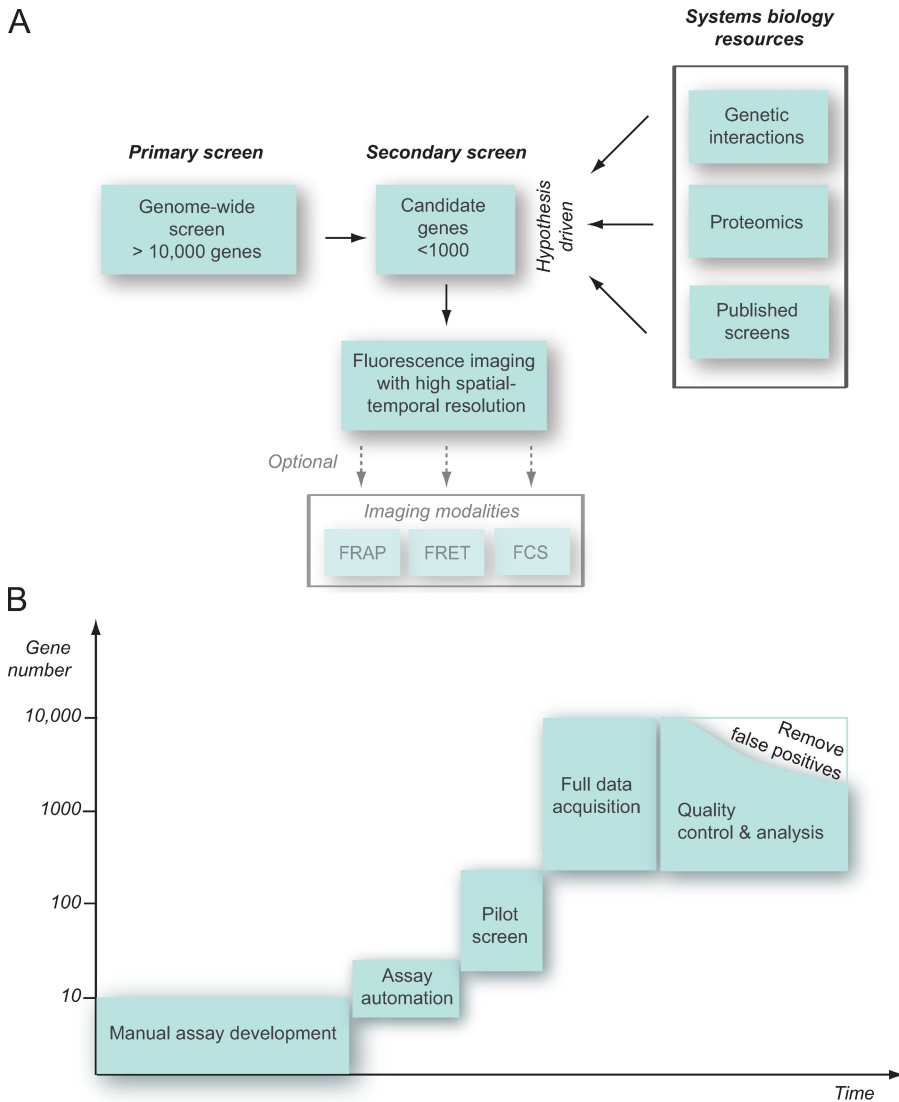 A
Systems biology
resources
Primary screen
Secondary screen
Genome-wide
screen
> 10,000 genes
Candidate
genes
<1000
Hypothesis
driven
Genetic
interactions
Proteomics
Published
screens
Fluorescence imaging
with high spatial-
temporal resolution
Optional
Imaging modalities
FRAP
FRET
FCS
B
Gene
number
10,000
1000
100
10
Manual assay development
Assay
automation
Pilot
screen
Full data
acquisition
Remove
false positives
Quality
control & analysis
Time